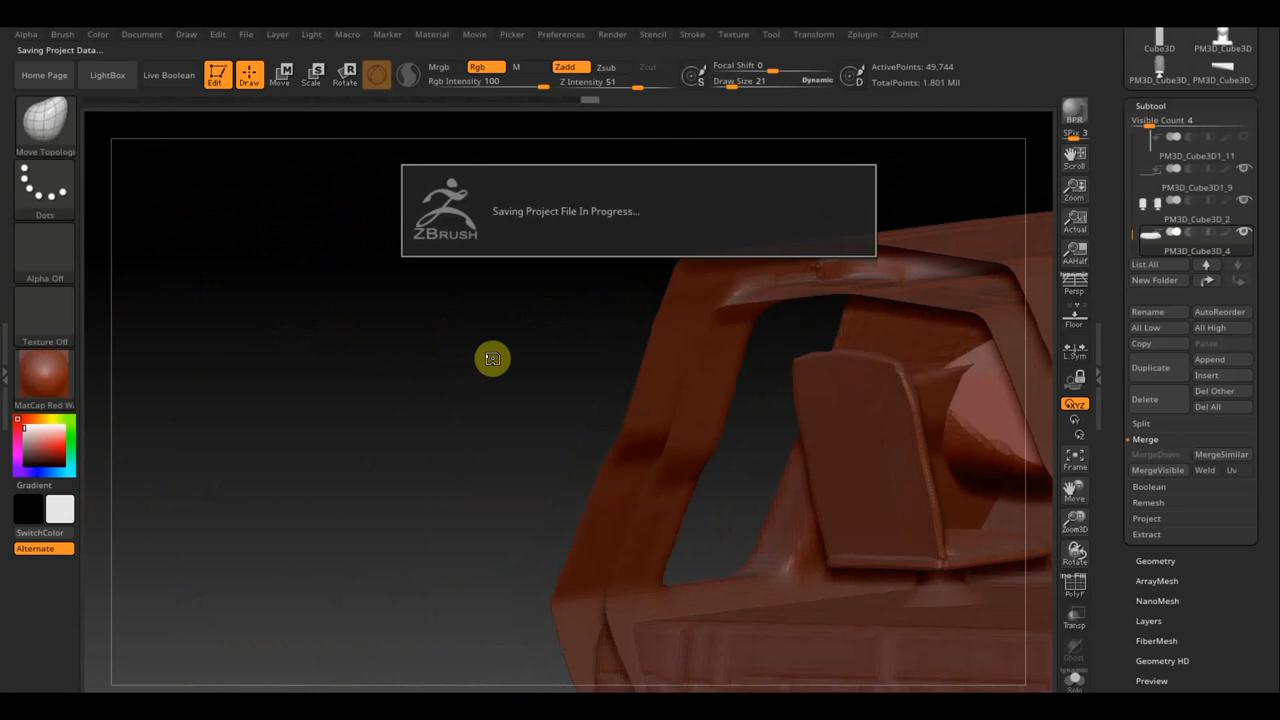 Alpha Brush Color Document Draw Edit File Layer Light Macro Marker Material Movie Picker Preferences Render Stencil Stroke Texture Tool Transform Zplugin Zscript
Saving Project Data...
Home Page LightBox Live Boolean Edit Draw Move Scale Rotate
Mrgb Rgb M Zadd Zsub Zcut
Rgb Intensity 100 Z Intensity 51
Focal Shift 0
Draw Size 21 Dynamic
ActivePoints: 49,744
TotalPoints: 1.801 Mil
Cube3D PM3D_Cube3D
PM3D_Cube3D_ PM3D_Cube3D_
Move Topologi
Dots
Alpha Off
Texture Off
MatCap Red Wa
Gradient
SwitchColor
Alternate
Saving Project File In Progress...
ZBRUSH
BPR
SPix 3
Scroll
Zoom
Actual
AAHalf
dynamic
Persp
Floor
L.Sym
XYZ
Y
Z
Frame
Move
Zoom3D
Rotate
PolyF
Transp
Ghost
dynamic
Solo
Subtool
Visible Count 4
PM3D_Cube3D1_11
PM3D_Cube3D1_9
PM3D_Cube3D_2
PM3D_Cube3D_4
List All
New Folder
Rename AutoReorder
All Low All High
Copy Paste
Duplicate Append
Insert
Delete Del Other
Del All
Split
Merge
MergeDown MergeSimilar
MergeVisible Weld Uv
Boolean
Remesh
Project
Extract
Geometry
ArrayMesh
NanoMesh
Layers
FiberMesh
Geometry HD
Preview